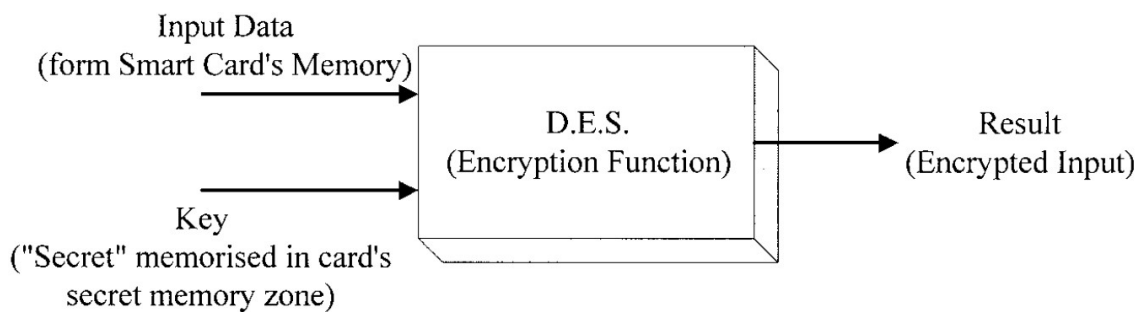 Input Data
(form Smart Card's Memory)
D.E.S.
(Encryption Function)
Result
(Encrypted Input)
Key
("Secret" memorised in card's
secret memory zone)